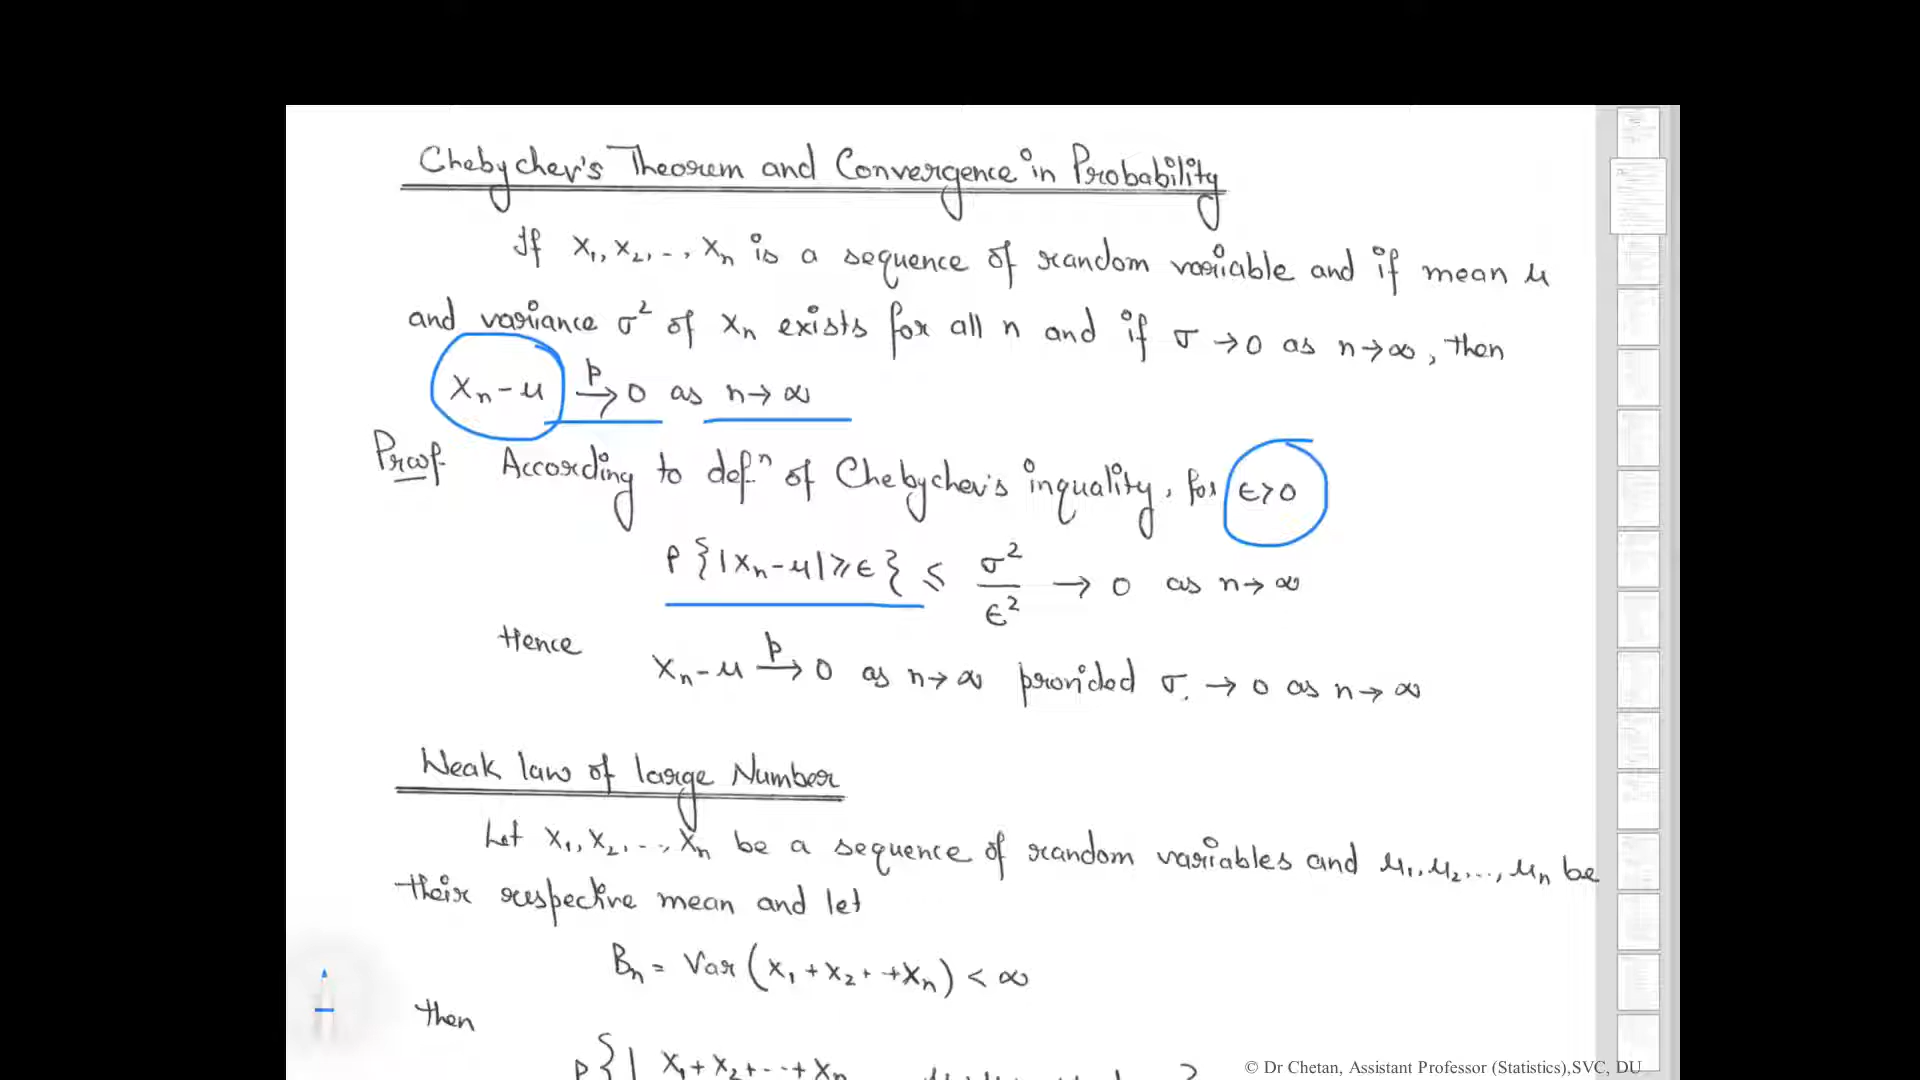 Chebychev's Theorem and Convergence in Probability
If X₁, X₂, .., Xₙ is a sequence of random variable and if mean μ
and variance σ² of Xₙ exists for all n and if σ → 0 as n→∞, then
Xₙ-μ →ᵖ 0 as n→∞
Proof According to defⁿ of Chebychev's inquality, for ε>0
P{|Xₙ-μ|≥ε} ≤ σ²/ε² → 0 as n→∞
Hence
Xₙ-μ →ᵖ 0 as n→∞ provided σ. → 0 as n→∞
Weak law of large Number
Let X₁, X₂, .., Xₙ be a sequence of random variables and μ₁, μ₂, ..., μₙ be
their respective mean and let
Bₙ = Var (X₁ + X₂ + .. + Xₙ) < ∞
then
P{| X₁ + X₂ + .. + Xₙ
© Dr Chetan, Assistant Professor (Statistics),SVC, DU